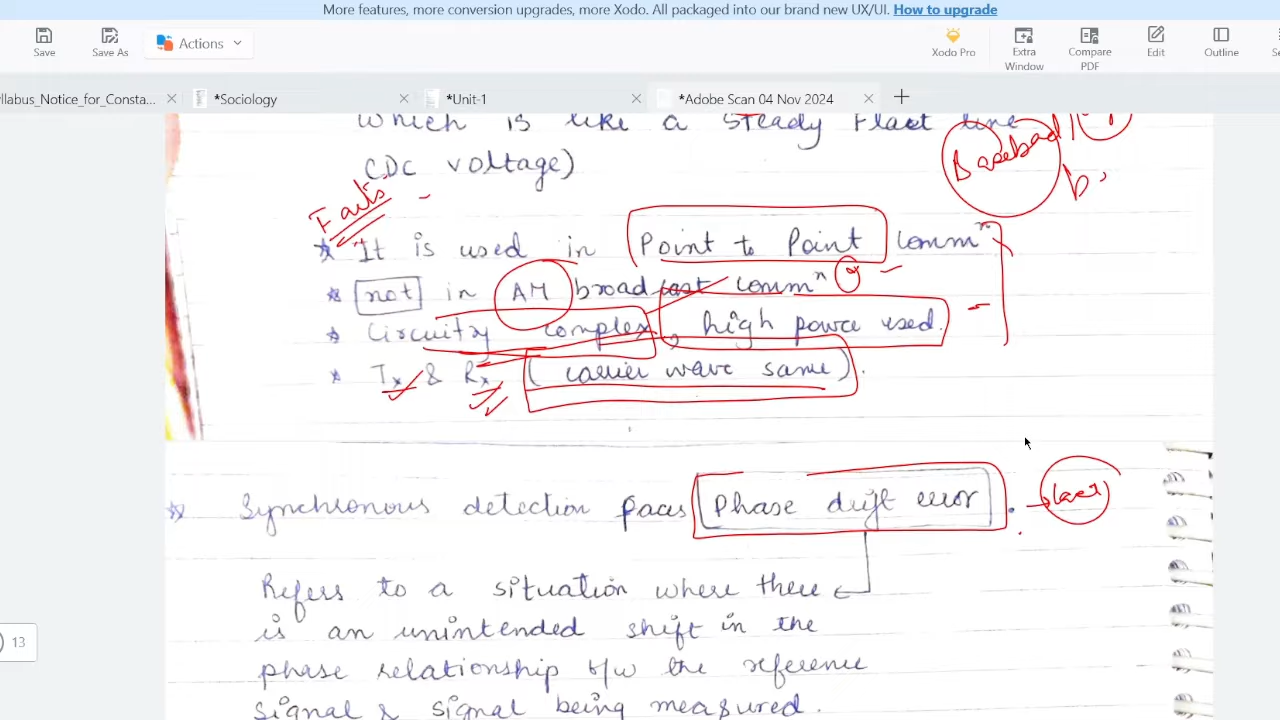 More features, more conversion upgrades, more Xodo. All packaged into our brand new UX/UI. How to upgrade
Save
Save As
Actions
Xodo Pro
Extra Window
Compare PDF
Edit
Outline
llabus_Notice_for_Consta...
*Sociology
*Unit-1
*Adobe Scan 04 Nov 2024
which is like a steady flat line
CDC voltage)
Baseband
Facts
* It is used in Point to Point Commⁿ
* not in AM broadcast commⁿ
* Circuitry complex, high power used.
* Tx & Rx (carrier wave same).
* Synchronous detection faces Phase drift error.
Refers to a situation where there
is an unintended shift in the
phase relationship b/w the reference
signal & signal being measured.
13